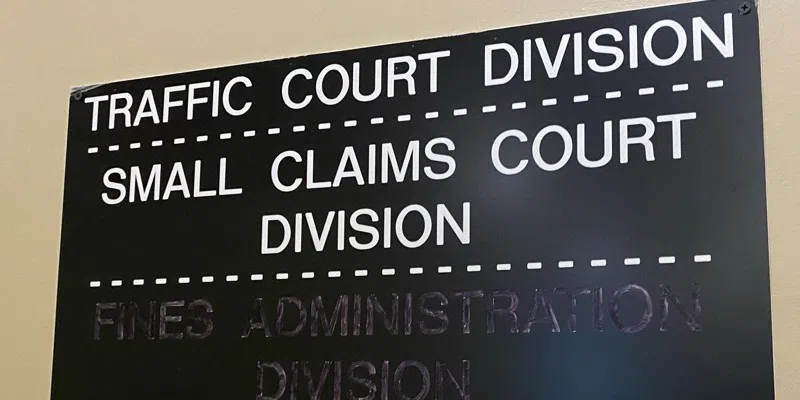 TRAFFIC COURT DIVISION
SMALL CLAIMS COURT
DIVISION
FINES ADMINISTRATION
DIVISION